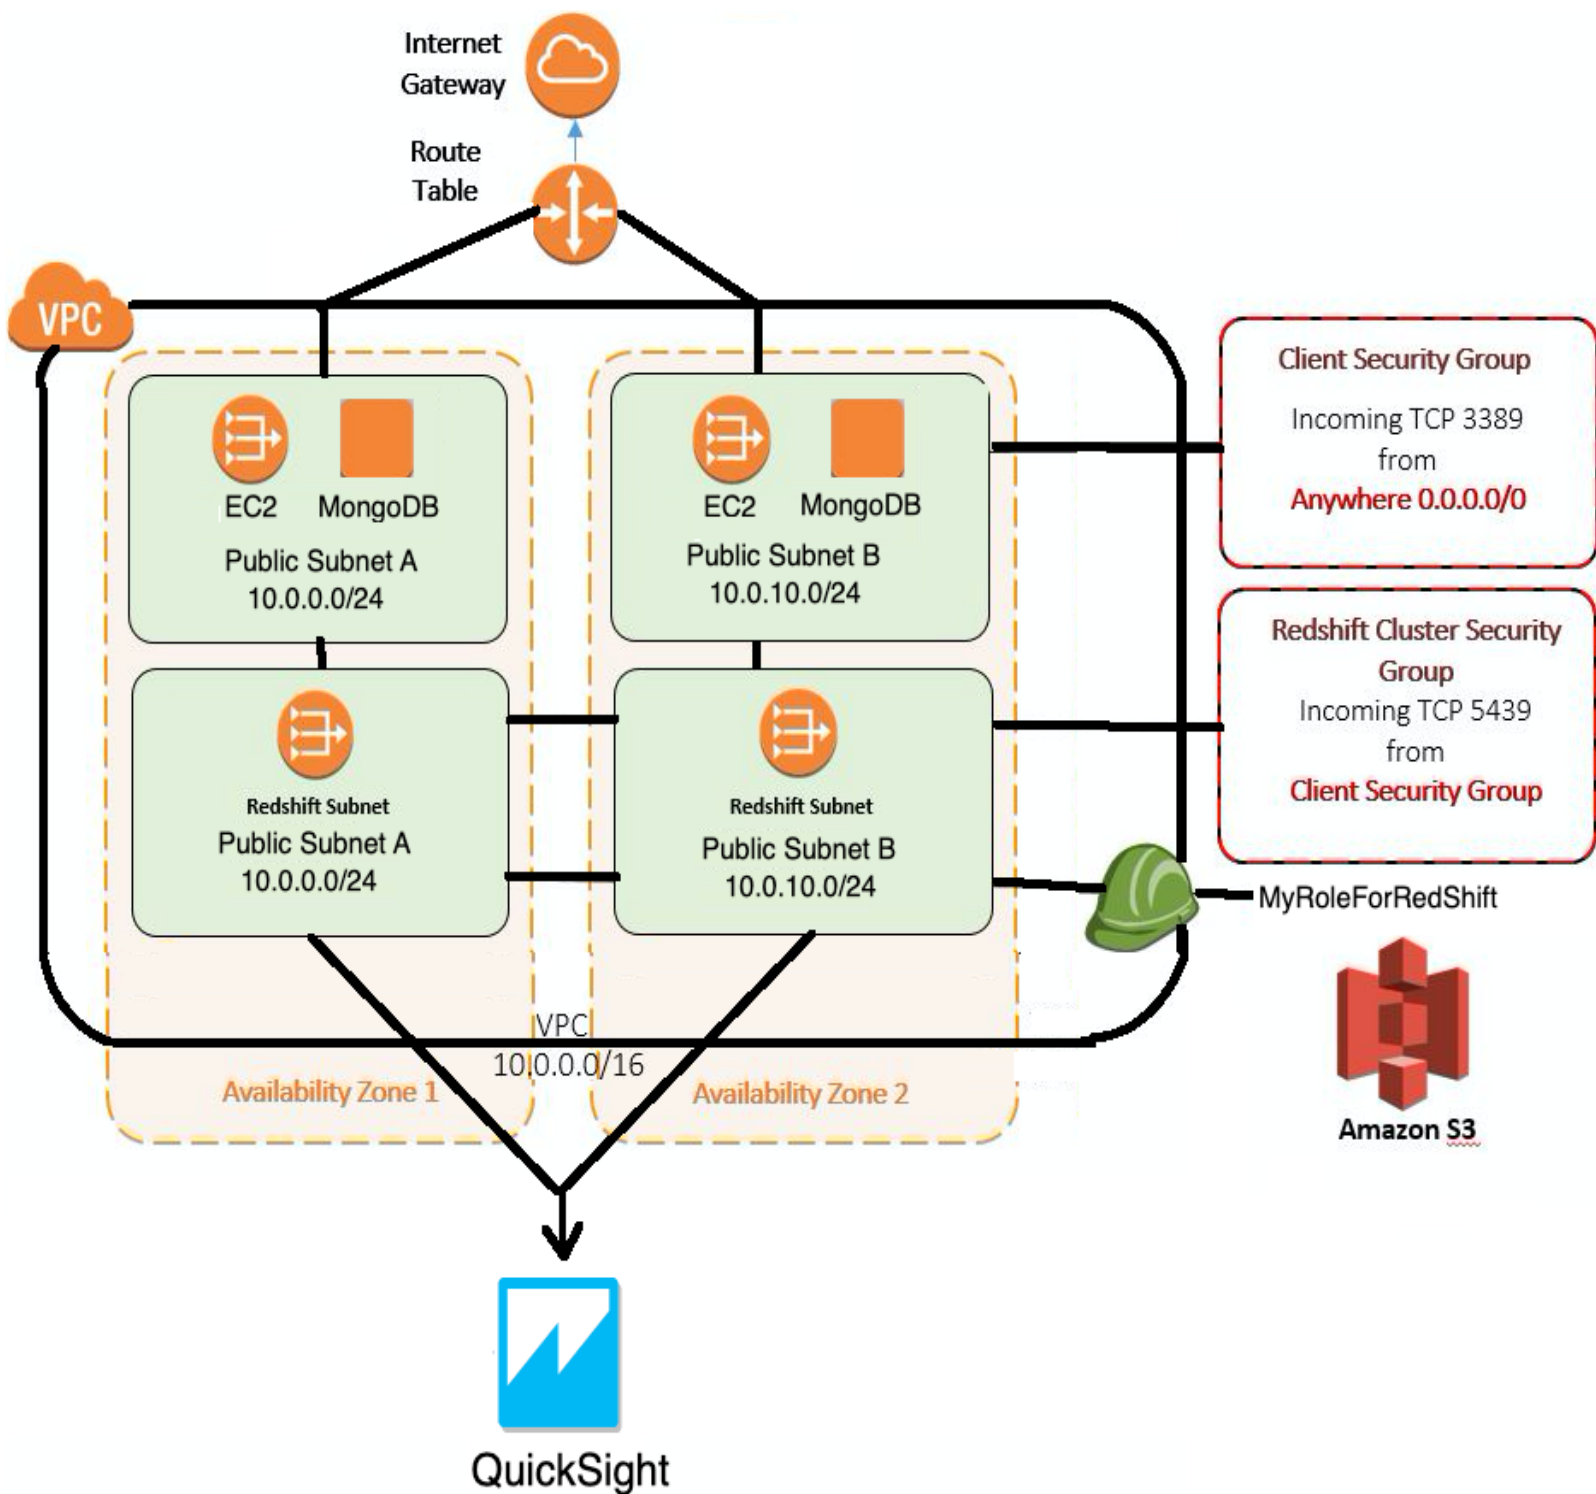 Internet
Gateway
Route
Table
VPC
EC2 MongoDB
Public Subnet A
10.0.0.0/24
EC2 MongoDB
Public Subnet B
10.0.10.0/24
Client Security Group
Incoming TCP 3389
from
Anywhere 0.0.0.0/0
Redshift Subnet
Public Subnet A
10.0.0.0/24
Redshift Subnet
Public Subnet B
10.0.10.0/24
Redshift Cluster Security
Group
Incoming TCP 5439
from
Client Security Group
MyRoleForRedShift
VPC
10.0.0.0/16
Availability Zone 1
Availability Zone 2
Amazon S3
QuickSight